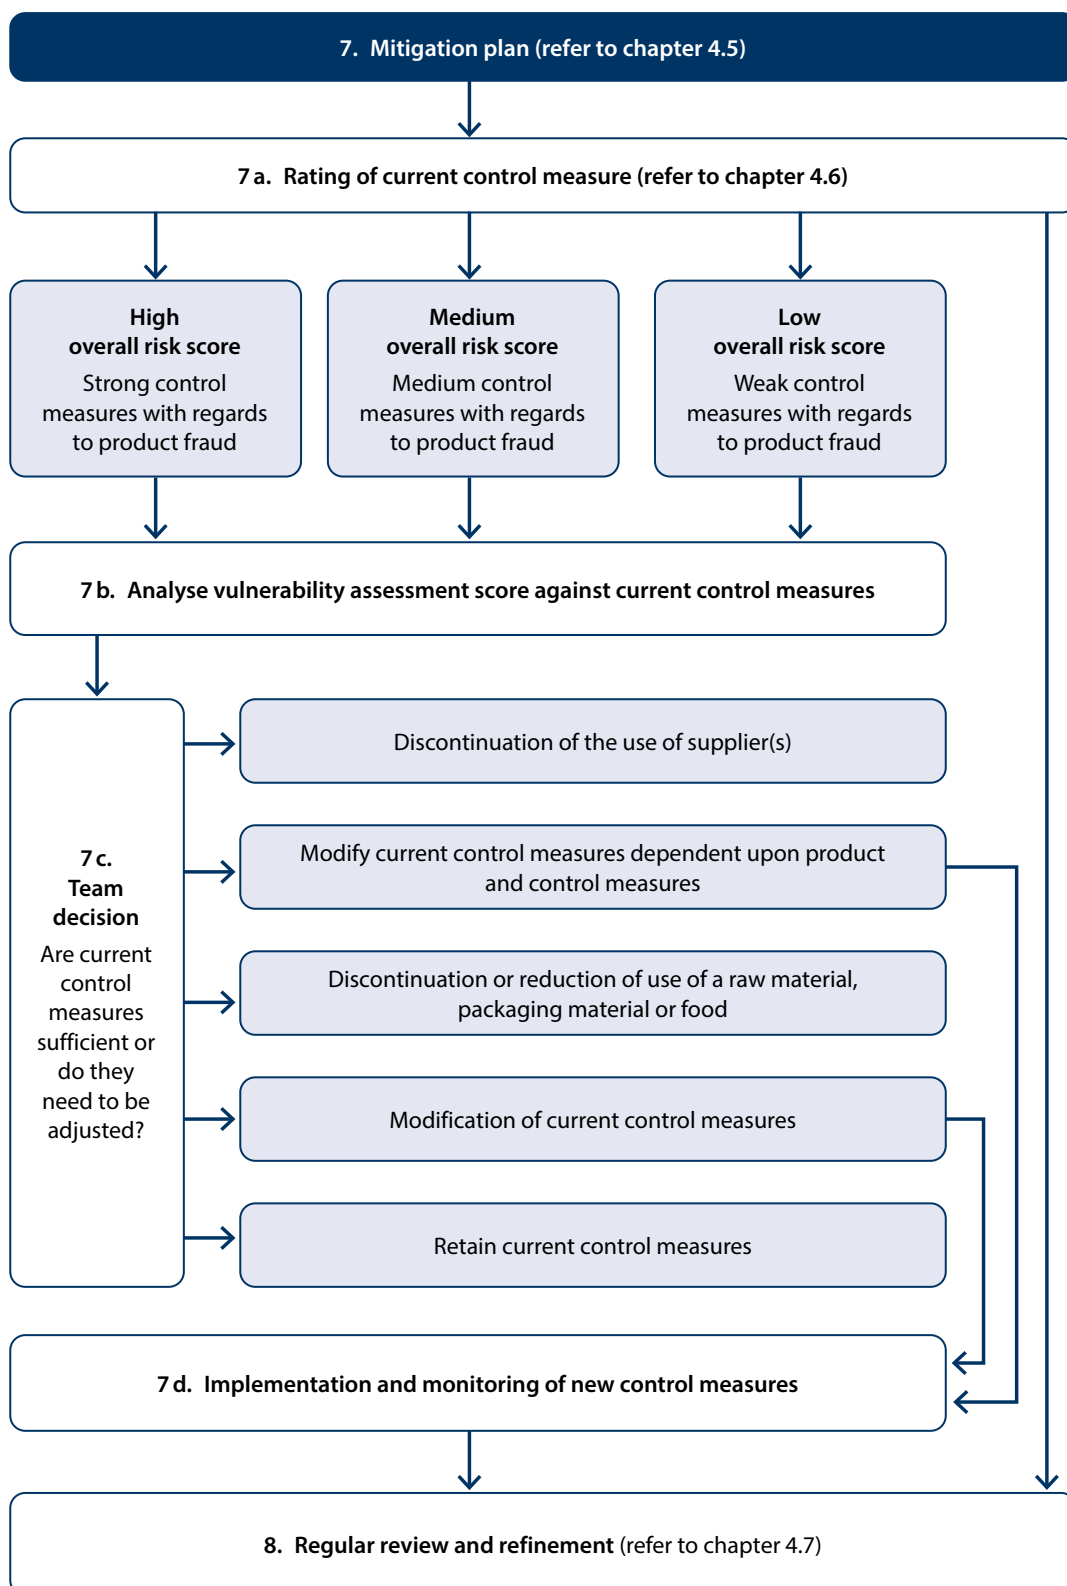 7. Mitigation plan (refer to chapter 4.5)
7 a. Rating of current control measure (refer to chapter 4.6)
High
overall risk score
Strong control
measures with regards
to product fraud
Medium
overall risk score
Medium control
measures with regards
to product fraud
Low
overall risk score
Weak control
measures with regards
to product fraud
7 b. Analyse vulnerability assessment score against current control measures
7 c.
Team
decision
Are current
control
measures
sufficient or
do they
need to be
adjusted?
Discontinuation of the use of supplier(s)
Modify current control measures dependent upon product
and control measures
Discontinuation or reduction of use of a raw material,
packaging material or food
Modification of current control measures
Retain current control measures
7 d. Implementation and monitoring of new control measures
8. Regular review and refinement (refer to chapter 4.7)